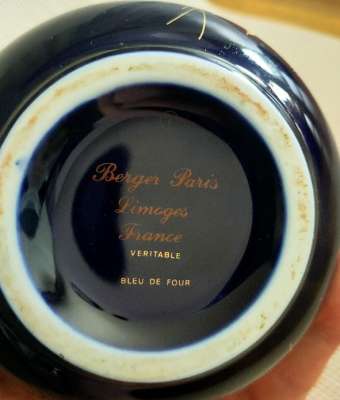 Berger Paris
Limoges
France
VERITABLE
BLEU DE FOUR